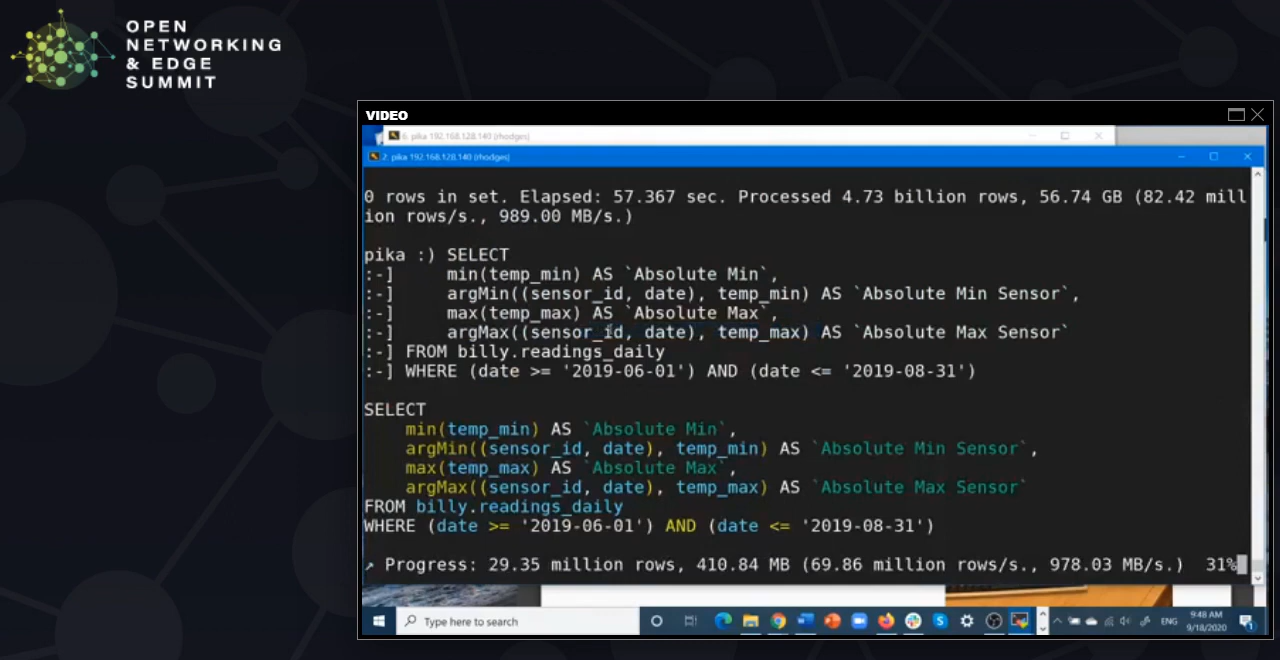 OPEN
NETWORKING
& EDGE
SUMMIT
VIDEO
6. pika 192.168.128.140 (rhodges)
2. pika 192.168.128.140 (rhodges)
0 rows in set. Elapsed: 57.367 sec. Processed 4.73 billion rows, 56.74 GB (82.42 mill
ion rows/s., 989.00 MB/s.)
pika :) SELECT
:-]     min(temp_min) AS `Absolute Min`,
:-]     argMin((sensor_id, date), temp_min) AS `Absolute Min Sensor`,
:-]     max(temp_max) AS `Absolute Max`,
:-]     argMax((sensor_id, date), temp_max) AS `Absolute Max Sensor`
:-] FROM billy.readings_daily
:-] WHERE (date >= '2019-06-01') AND (date <= '2019-08-31')
SELECT
    min(temp_min) AS `Absolute Min`,
    argMin((sensor_id, date), temp_min) AS `Absolute Min Sensor`,
    max(temp_max) AS `Absolute Max`,
    argMax((sensor_id, date), temp_max) AS `Absolute Max Sensor`
FROM billy.readings_daily
WHERE (date >= '2019-06-01') AND (date <= '2019-08-31')
↗ Progress: 29.35 million rows, 410.84 MB (69.86 million rows/s., 978.03 MB/s.)  31%
Type here to search
ENG
9:48 AM
9/18/2020